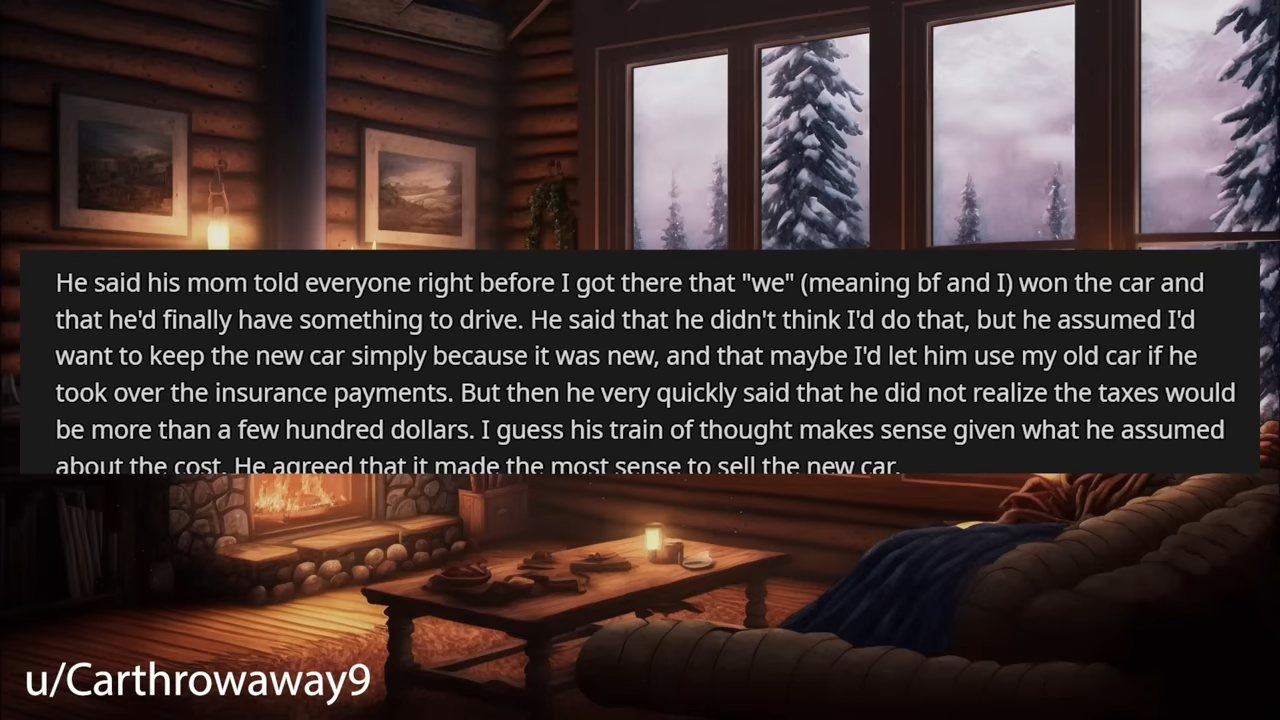 He said his mom told everyone right before I got there that "we" (meaning bf and I) won the car and
that he'd finally have something to drive. He said that he didn't think I'd do that, but he assumed I'd
want to keep the new car simply because it was new, and that maybe I'd let him use my old car if he
took over the insurance payments. But then he very quickly said that he did not realize the taxes would
be more than a few hundred dollars. I guess his train of thought makes sense given what he assumed
about the cost. He agreed that it made the most sense to sell the new car.
u/Carthrowaway9